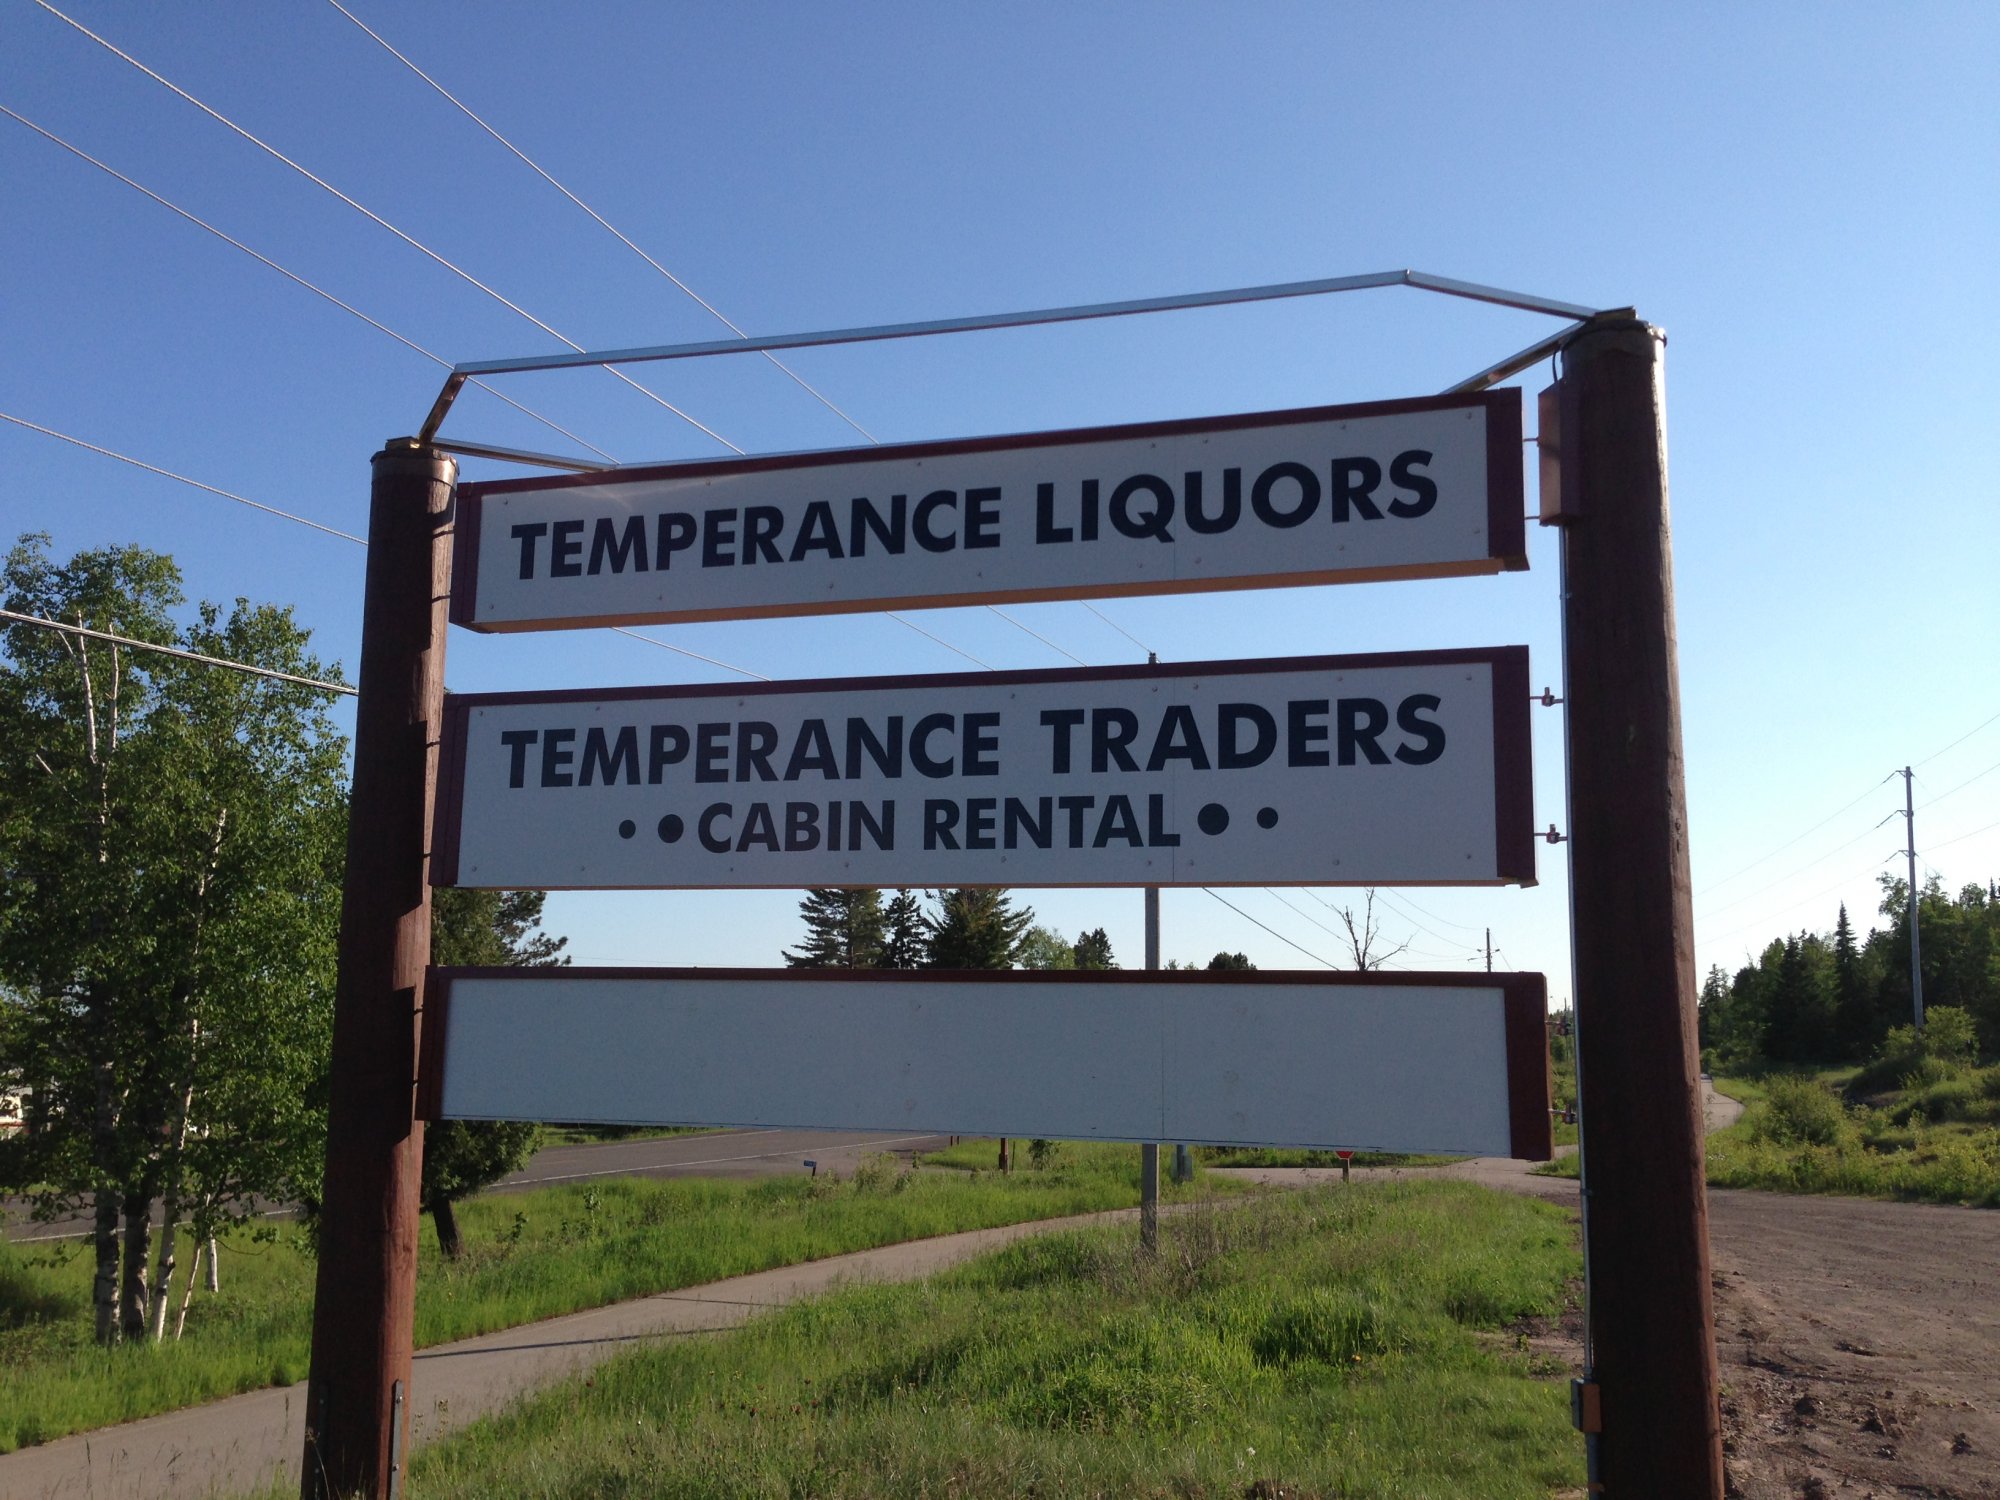 TEMPERANCE LIQUORS
TEMPERANCE TRADERS
••CABIN RENTAL••